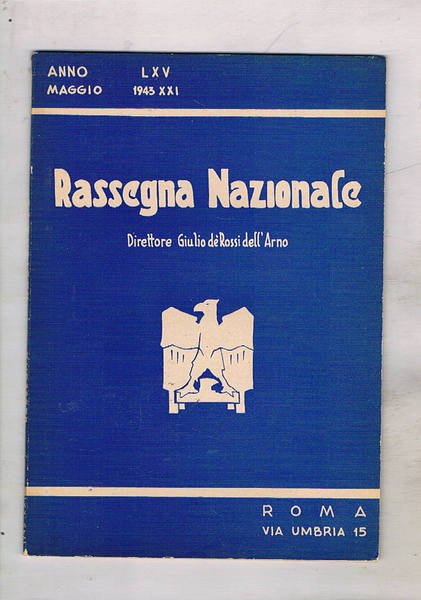 ANNO LXV
MAGGIO 1943 XXI
Rassegna Nazionale
Direttore Giulio de' Rossi dell'Arno
ROMA
VIA UMBRIA 15